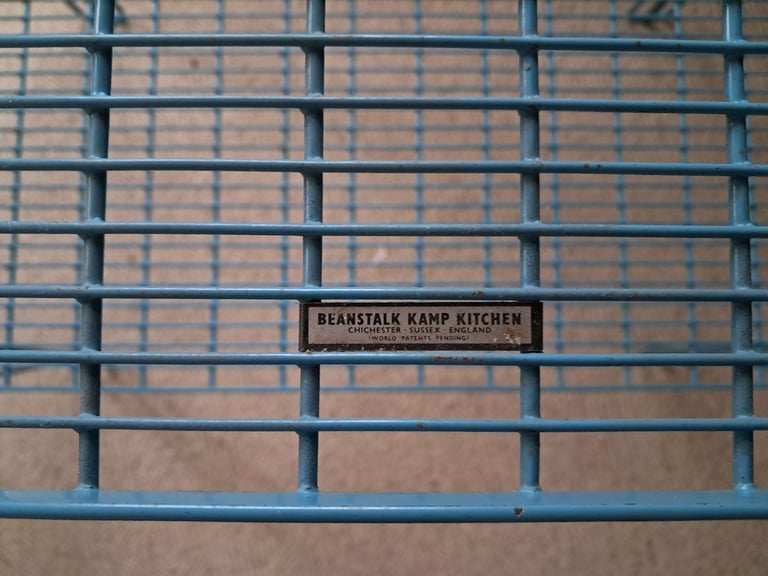 BEANSTALK KAMP KITCHEN
CHICHESTER · SUSSEX · ENGLAND
(WORLD PATENTS PENDING)